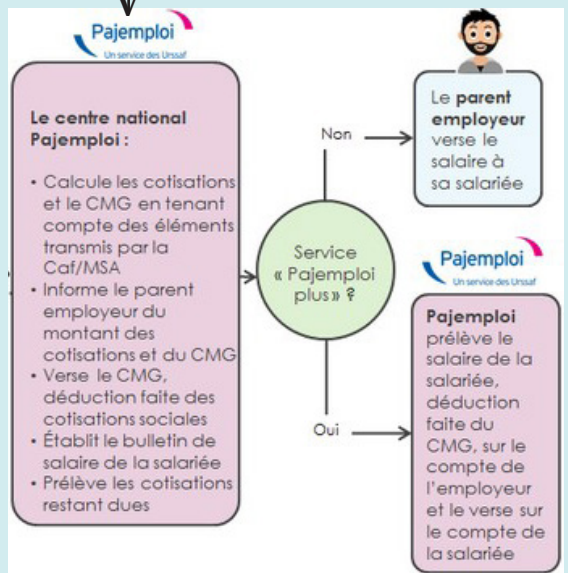 Pajemploi
Un service des Urssaf
Le centre national
Pajemploi :
• Calcule les cotisations
et le CMG en tenant
compte des éléments
transmis par la
Caf/MSA
• Informe le parent
employeur du
montant des
cotisations et du CMG
• Verse le CMG,
déduction faite des
cotisations sociales
• Établit le bulletin de
salaire de la salariée
• Prélève les cotisations
restant dues
Service
« Pajemploi
plus » ?
Non
Le parent
employeur
verse le
salaire à
sa salariée
Oui
Pajemploi
Un service des Urssaf
Pajemploi
prélève le
salaire de la
salariée,
déduction
faite du
CMG, sur le
compte de
l'employeur
et le verse sur
le compte de
la salariée